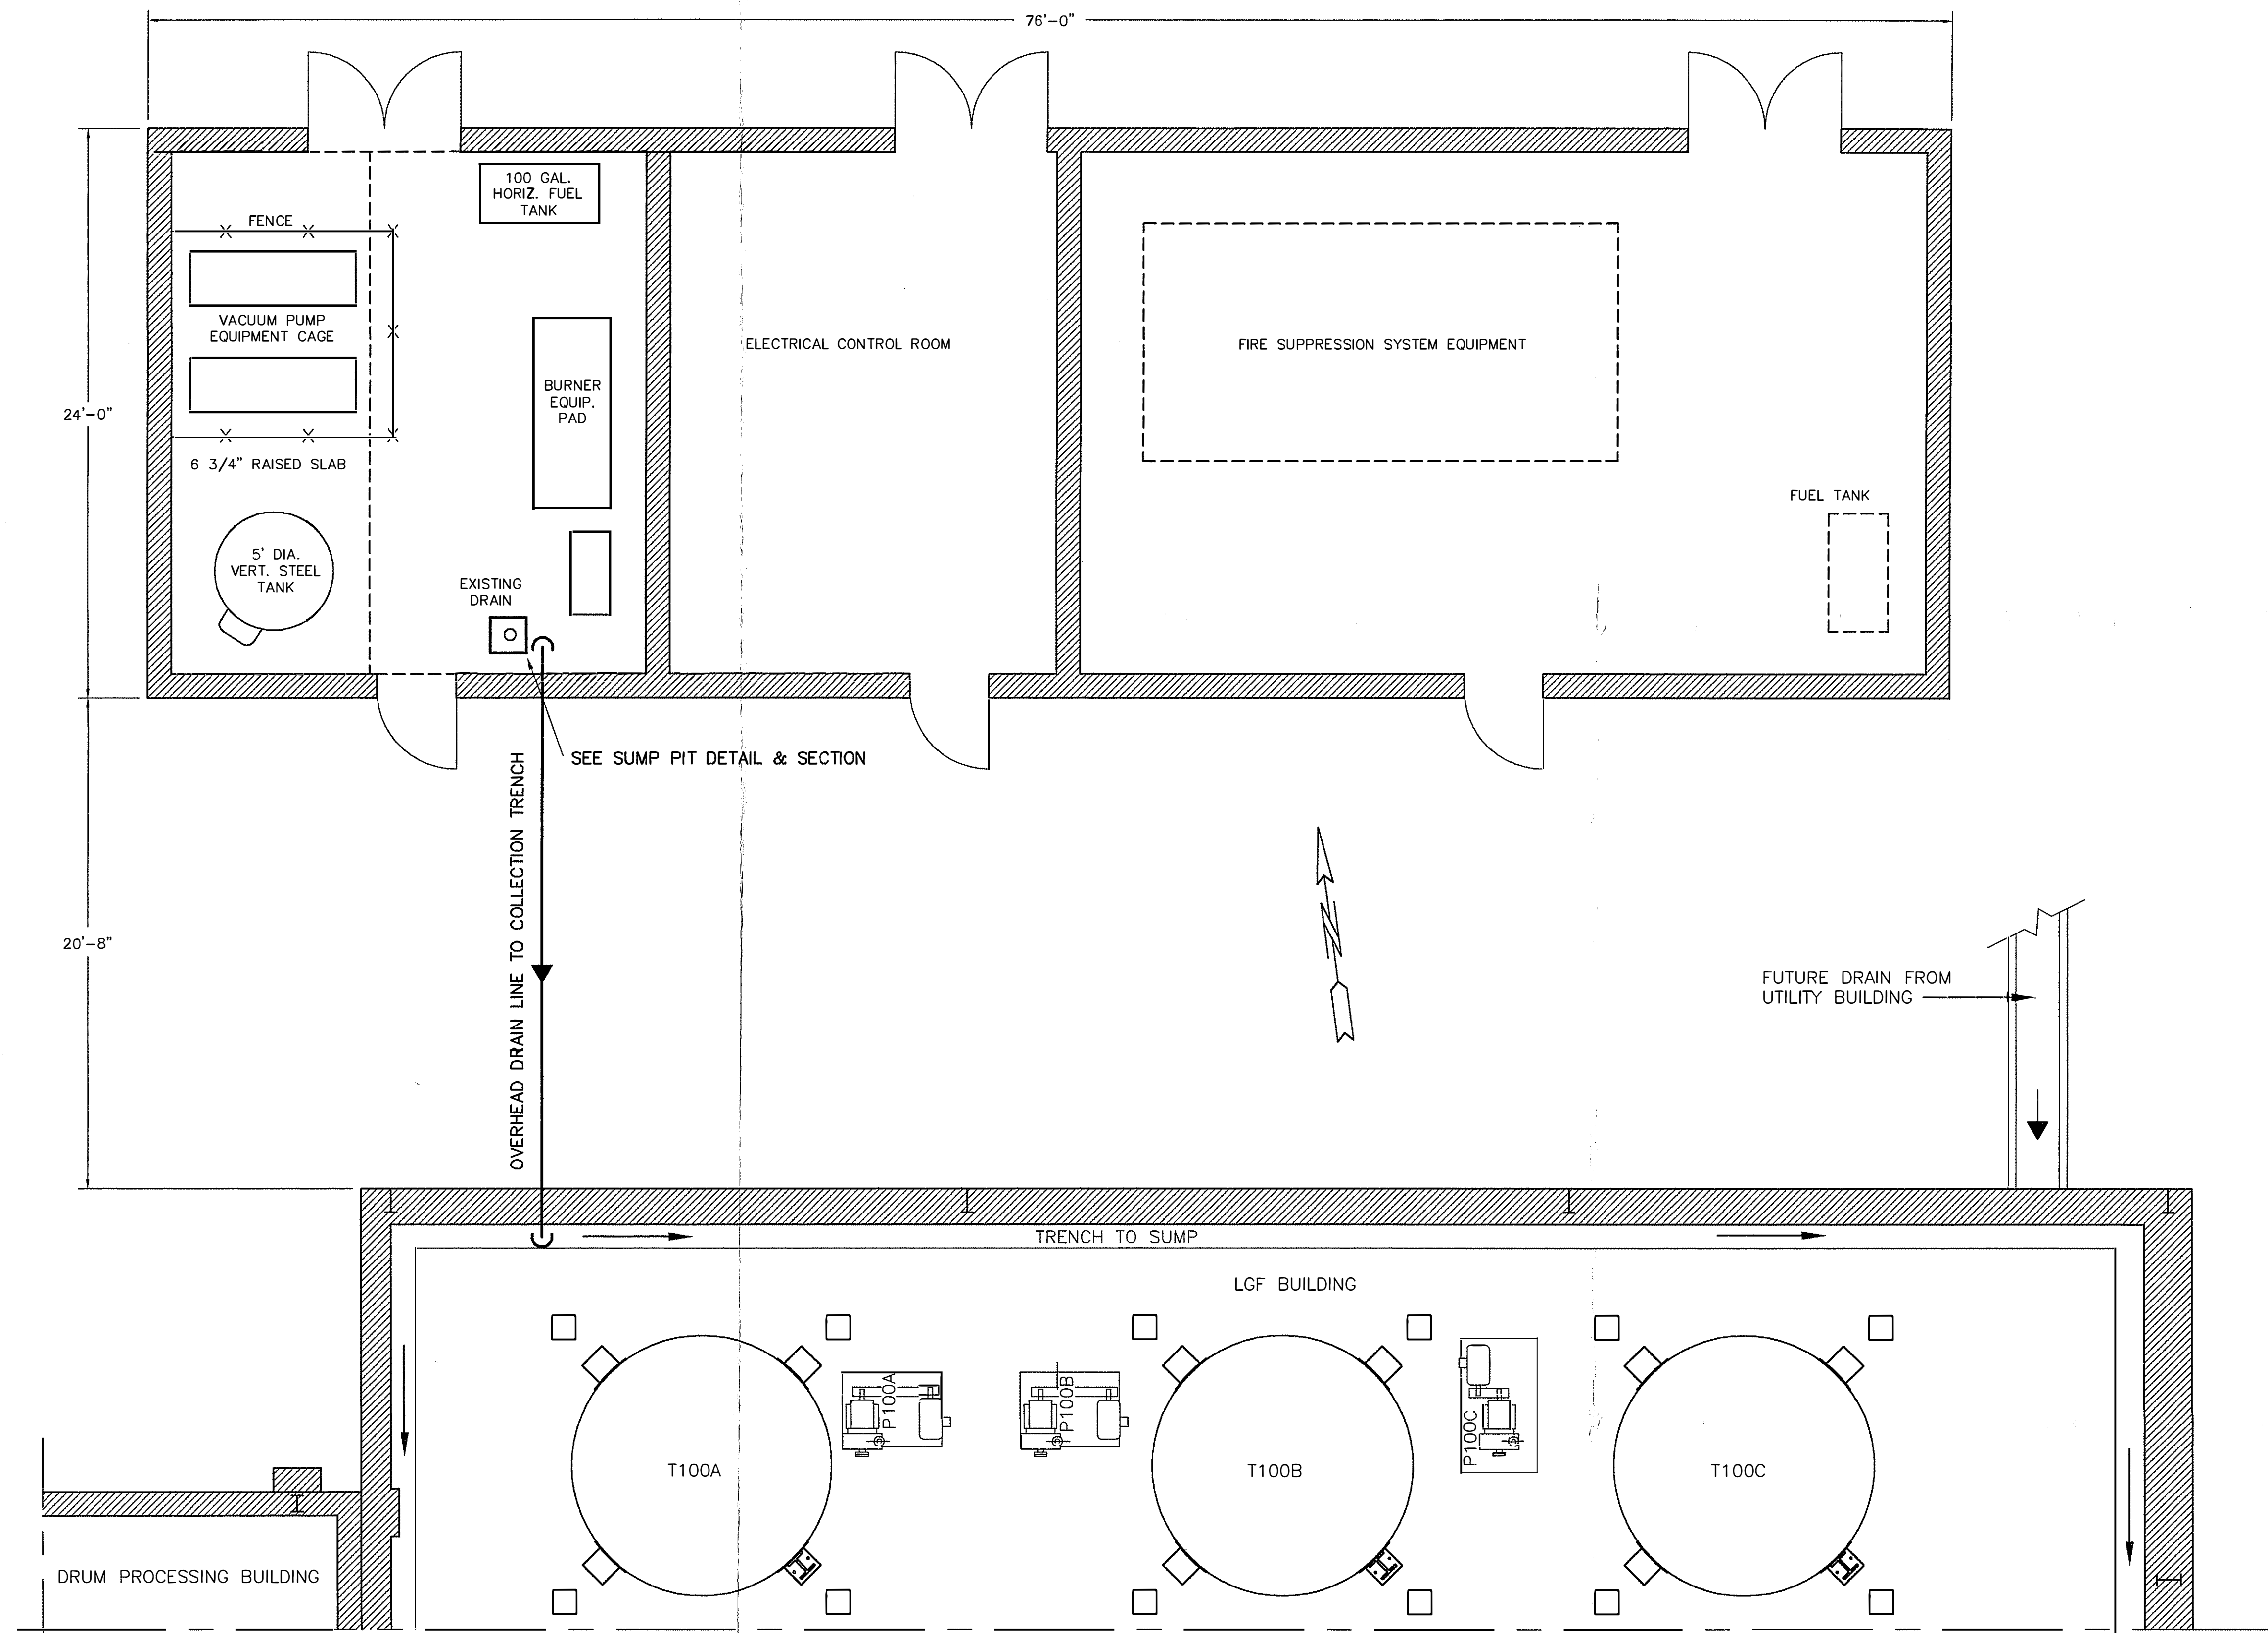 76'-0"
100 GAL.
HORIZ. FUEL
TANK
FENCE
VACUUM PUMP
EQUIPMENT CAGE
ELECTRICAL CONTROL ROOM
FIRE SUPPRESSION SYSTEM EQUIPMENT
BURNER
EQUIP.
PAD
24'-0"
6 3/4" RAISED SLAB
FUEL TANK
5' DIA.
VERT. STEEL
TANK
EXISTING
DRAIN
SEE SUMP PIT DETAIL & SECTION
OVERHEAD DRAIN LINE TO COLLECTION TRENCH
N
20'-8"
FUTURE DRAIN FROM
UTILITY BUILDING
TRENCH TO SUMP
LGF BUILDING
P100A
P100B
P100C
T100A
T100B
T100C
DRUM PROCESSING BUILDING